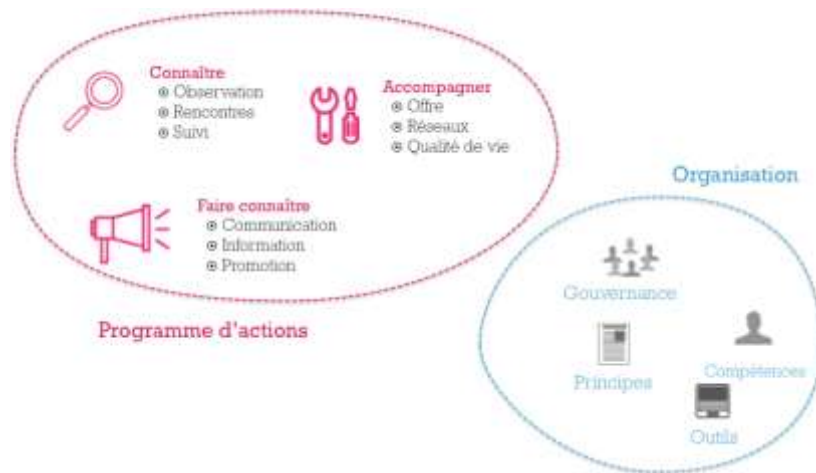 Connaître
Observation
Rencontres
Suivi
Accompagner
Offre
Réseaux
Qualité de vie
Faire connaître
Communication
Information
Promotion
Programme d'actions
Organisation
Gouvernance
Principes
Compétences
Outils